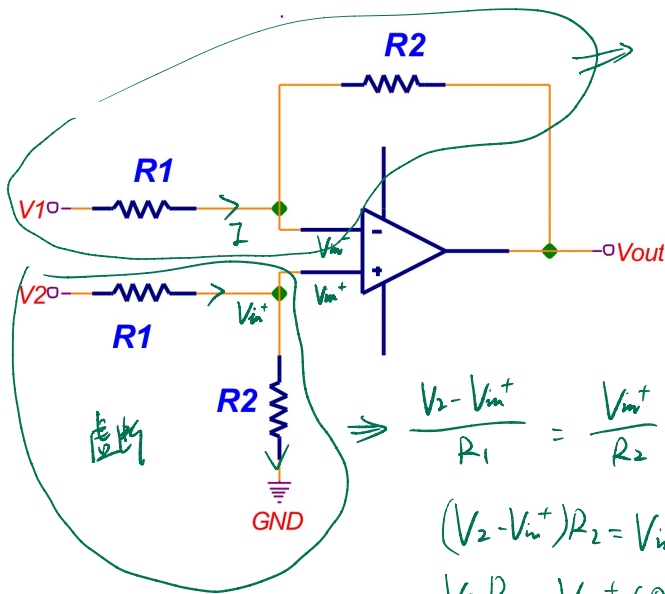 R2
R1
V1
I
Vin-
Vout
V2
Vin+
Vin+
R1
R2
虚断
⇒ (V2 - Vin+)/R1 = Vin+/R2
GND
(V2 - Vin+)R2 = Vi